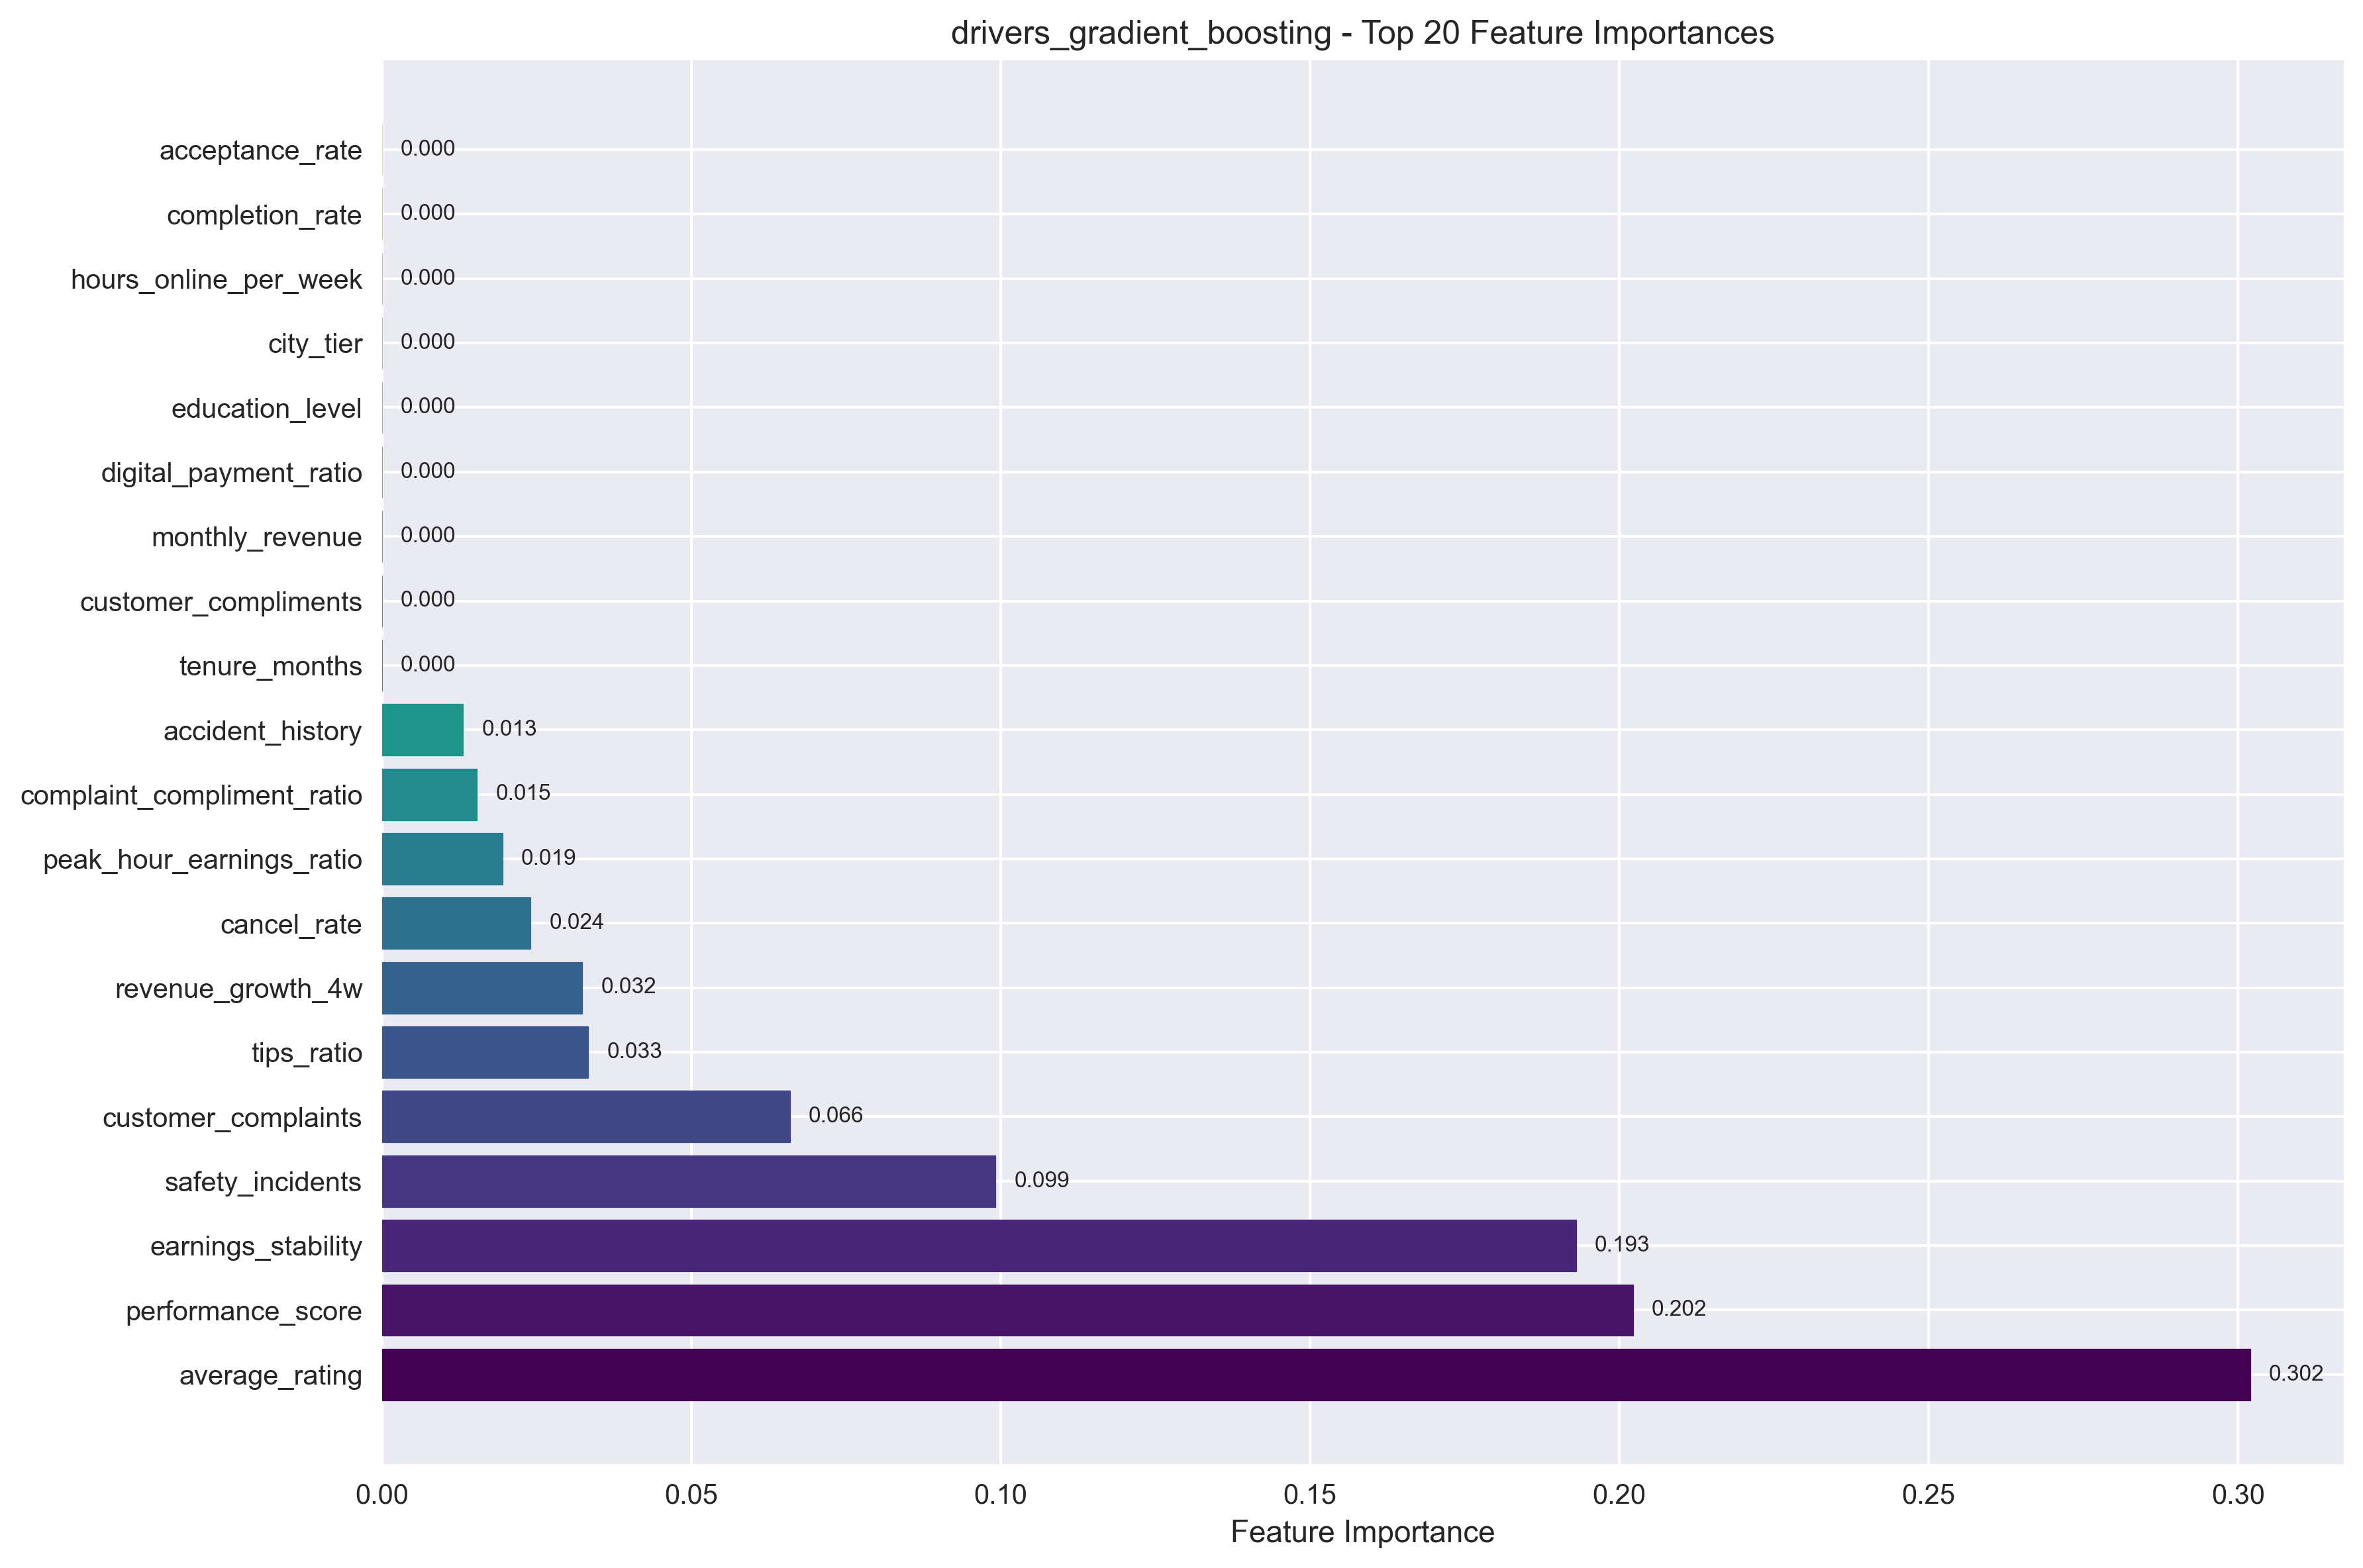 drivers_gradient_boosting - Top 20 Feature Importances
acceptance_rate 0.000
completion_rate 0.000
hours_online_per_week 0.000
city_tier 0.000
education_level 0.000
digital_payment_ratio 0.000
monthly_revenue 0.000
customer_compliments 0.000
tenure_months 0.000
accident_history 0.013
complaint_compliment_ratio 0.015
peak_hour_earnings_ratio 0.019
cancel_rate 0.024
revenue_growth_4w 0.032
tips_ratio 0.033
customer_complaints 0.066
safety_incidents 0.099
earnings_stability 0.193
performance_score 0.202
average_rating 0.302
0.00 0.05 0.10 0.15 0.20 0.25 0.30
Feature Importance